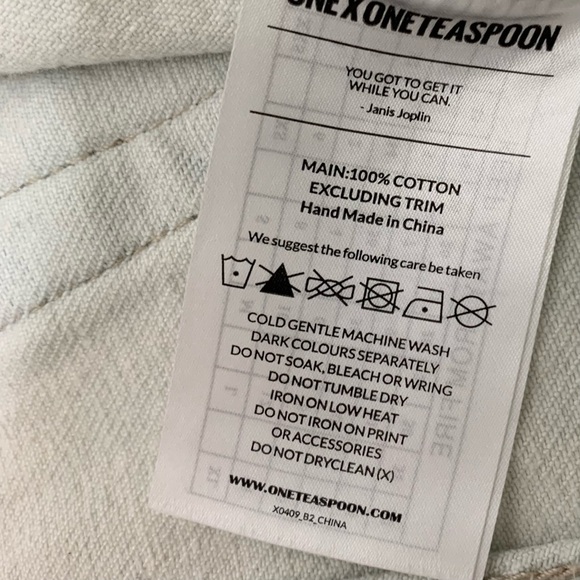 ONE X ONETEASPOON
YOU GOT TO GET IT
WHILE YOU CAN.
- Janis Joplin
MAIN:100% COTTON
EXCLUDING TRIM
Hand Made in China
We suggest the following care be taken
COLD GENTLE MACHINE WASH
DARK COLOURS SEPARATELY
DO NOT SOAK, BLEACH OR WRING
DO NOT TUMBLE DRY
IRON ON LOW HEAT
DO NOT IRON ON PRINT
OR ACCESSORIES
DO NOT DRYCLEAN (X)
WWW.ONETEASPOON.COM
X0409_B2_CHINA